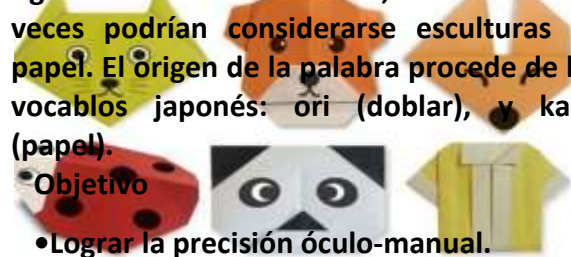 veces podrían considerarse esculturas
papel. El origen de la palabra procede de
vocablos japonés: ori (doblar), y ka
(papel).
Objetivo
•Lograr la precisión óculo-manual.